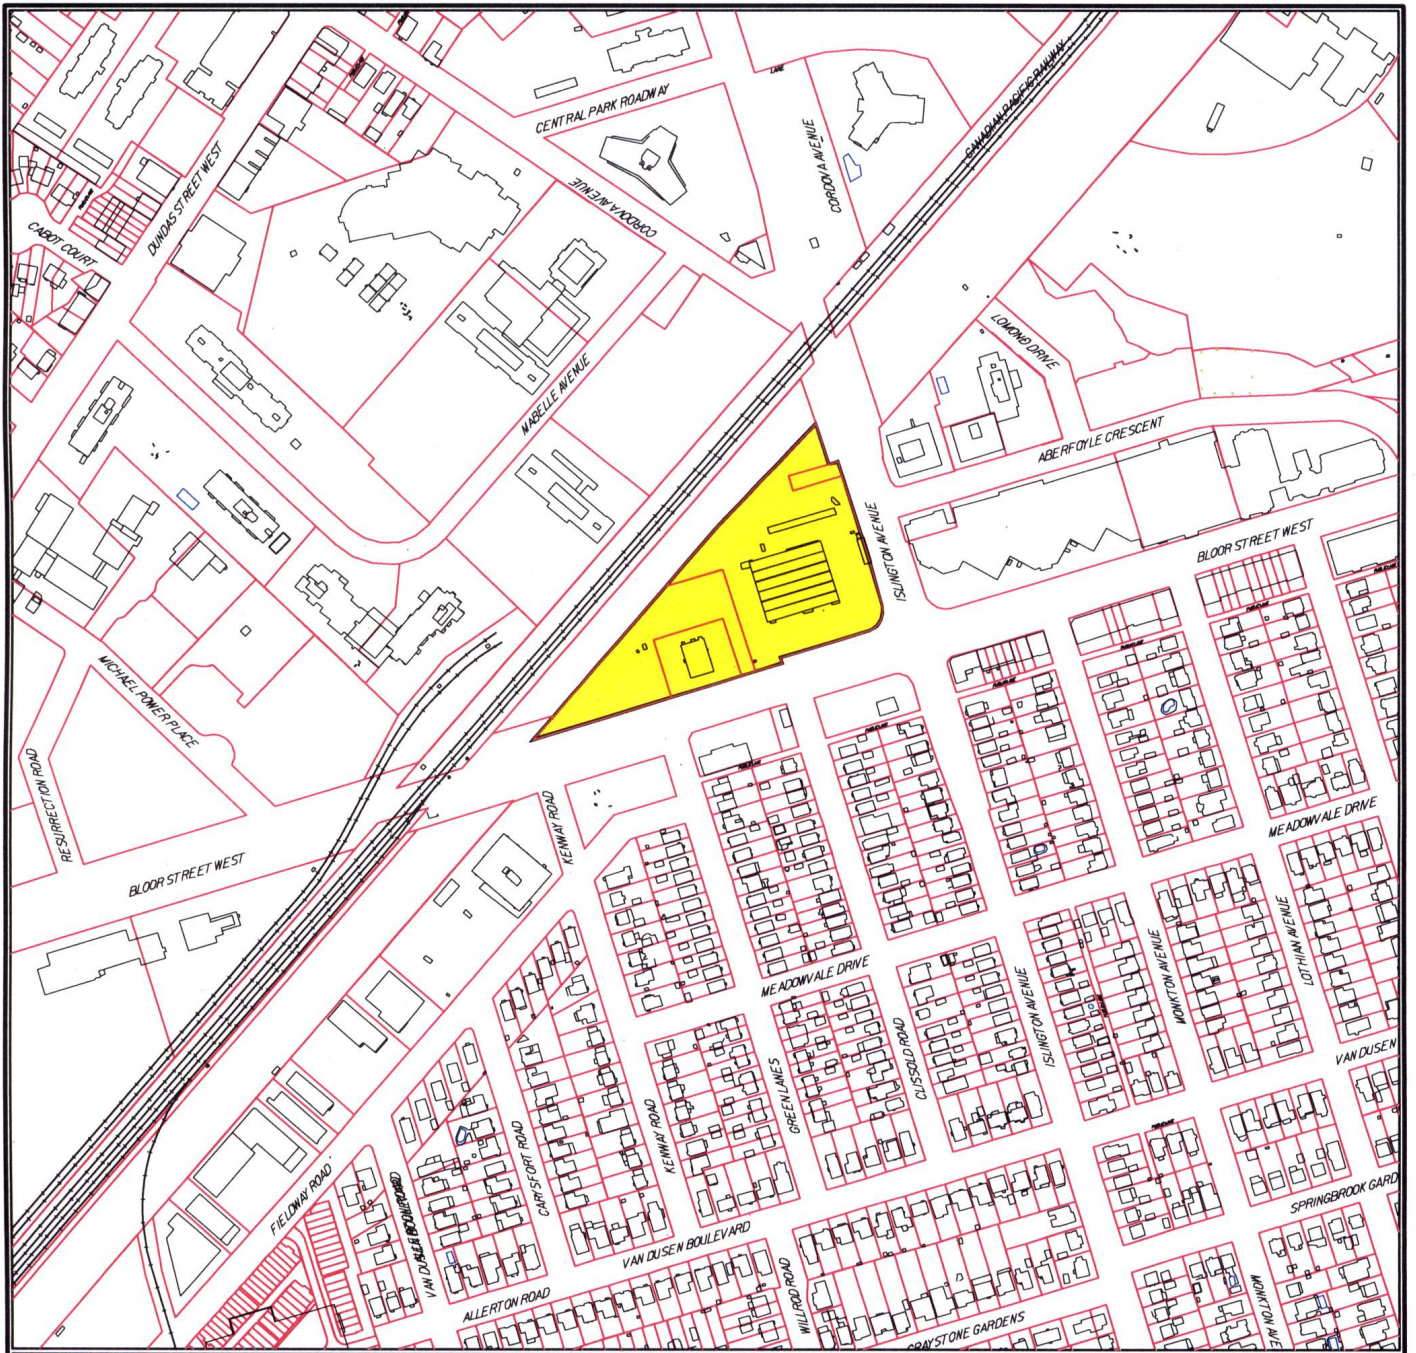 CENTRAL PARK ROADWAY
LANE
CANADIAN PACIFIC RAILWAY
CORDOVA AVENUE
DUNDAS STREET WEST
CORDOVA AVENUE
CABOT COURT
LOMOND DRIVE
MABELLE AVENUE
ABERFOYLE CRESCENT
ISLINGTON AVENUE
BLOOR STREET WEST
MICHAEL POWER PLACE
RESURRECTION ROAD
KENWAY ROAD
BLOOR STREET WEST
MEADOWVALE DRIVE
MEADOWVALE DRIVE
LOTHIAN AVENUE
MONKTON AVENUE
ISLINGTON AVENUE
CLISSOLD ROAD
GREEN LANES
KENWAY ROAD
CARYSFORT ROAD
VAN DUSEN
FIELDWAY ROAD
VAN DUSEN BOULEVARD
SPRINGBROOK GARD
ALLERTON ROAD
WILLROD ROAD
GRAYSTONE GARDENS
MONKTON AVE